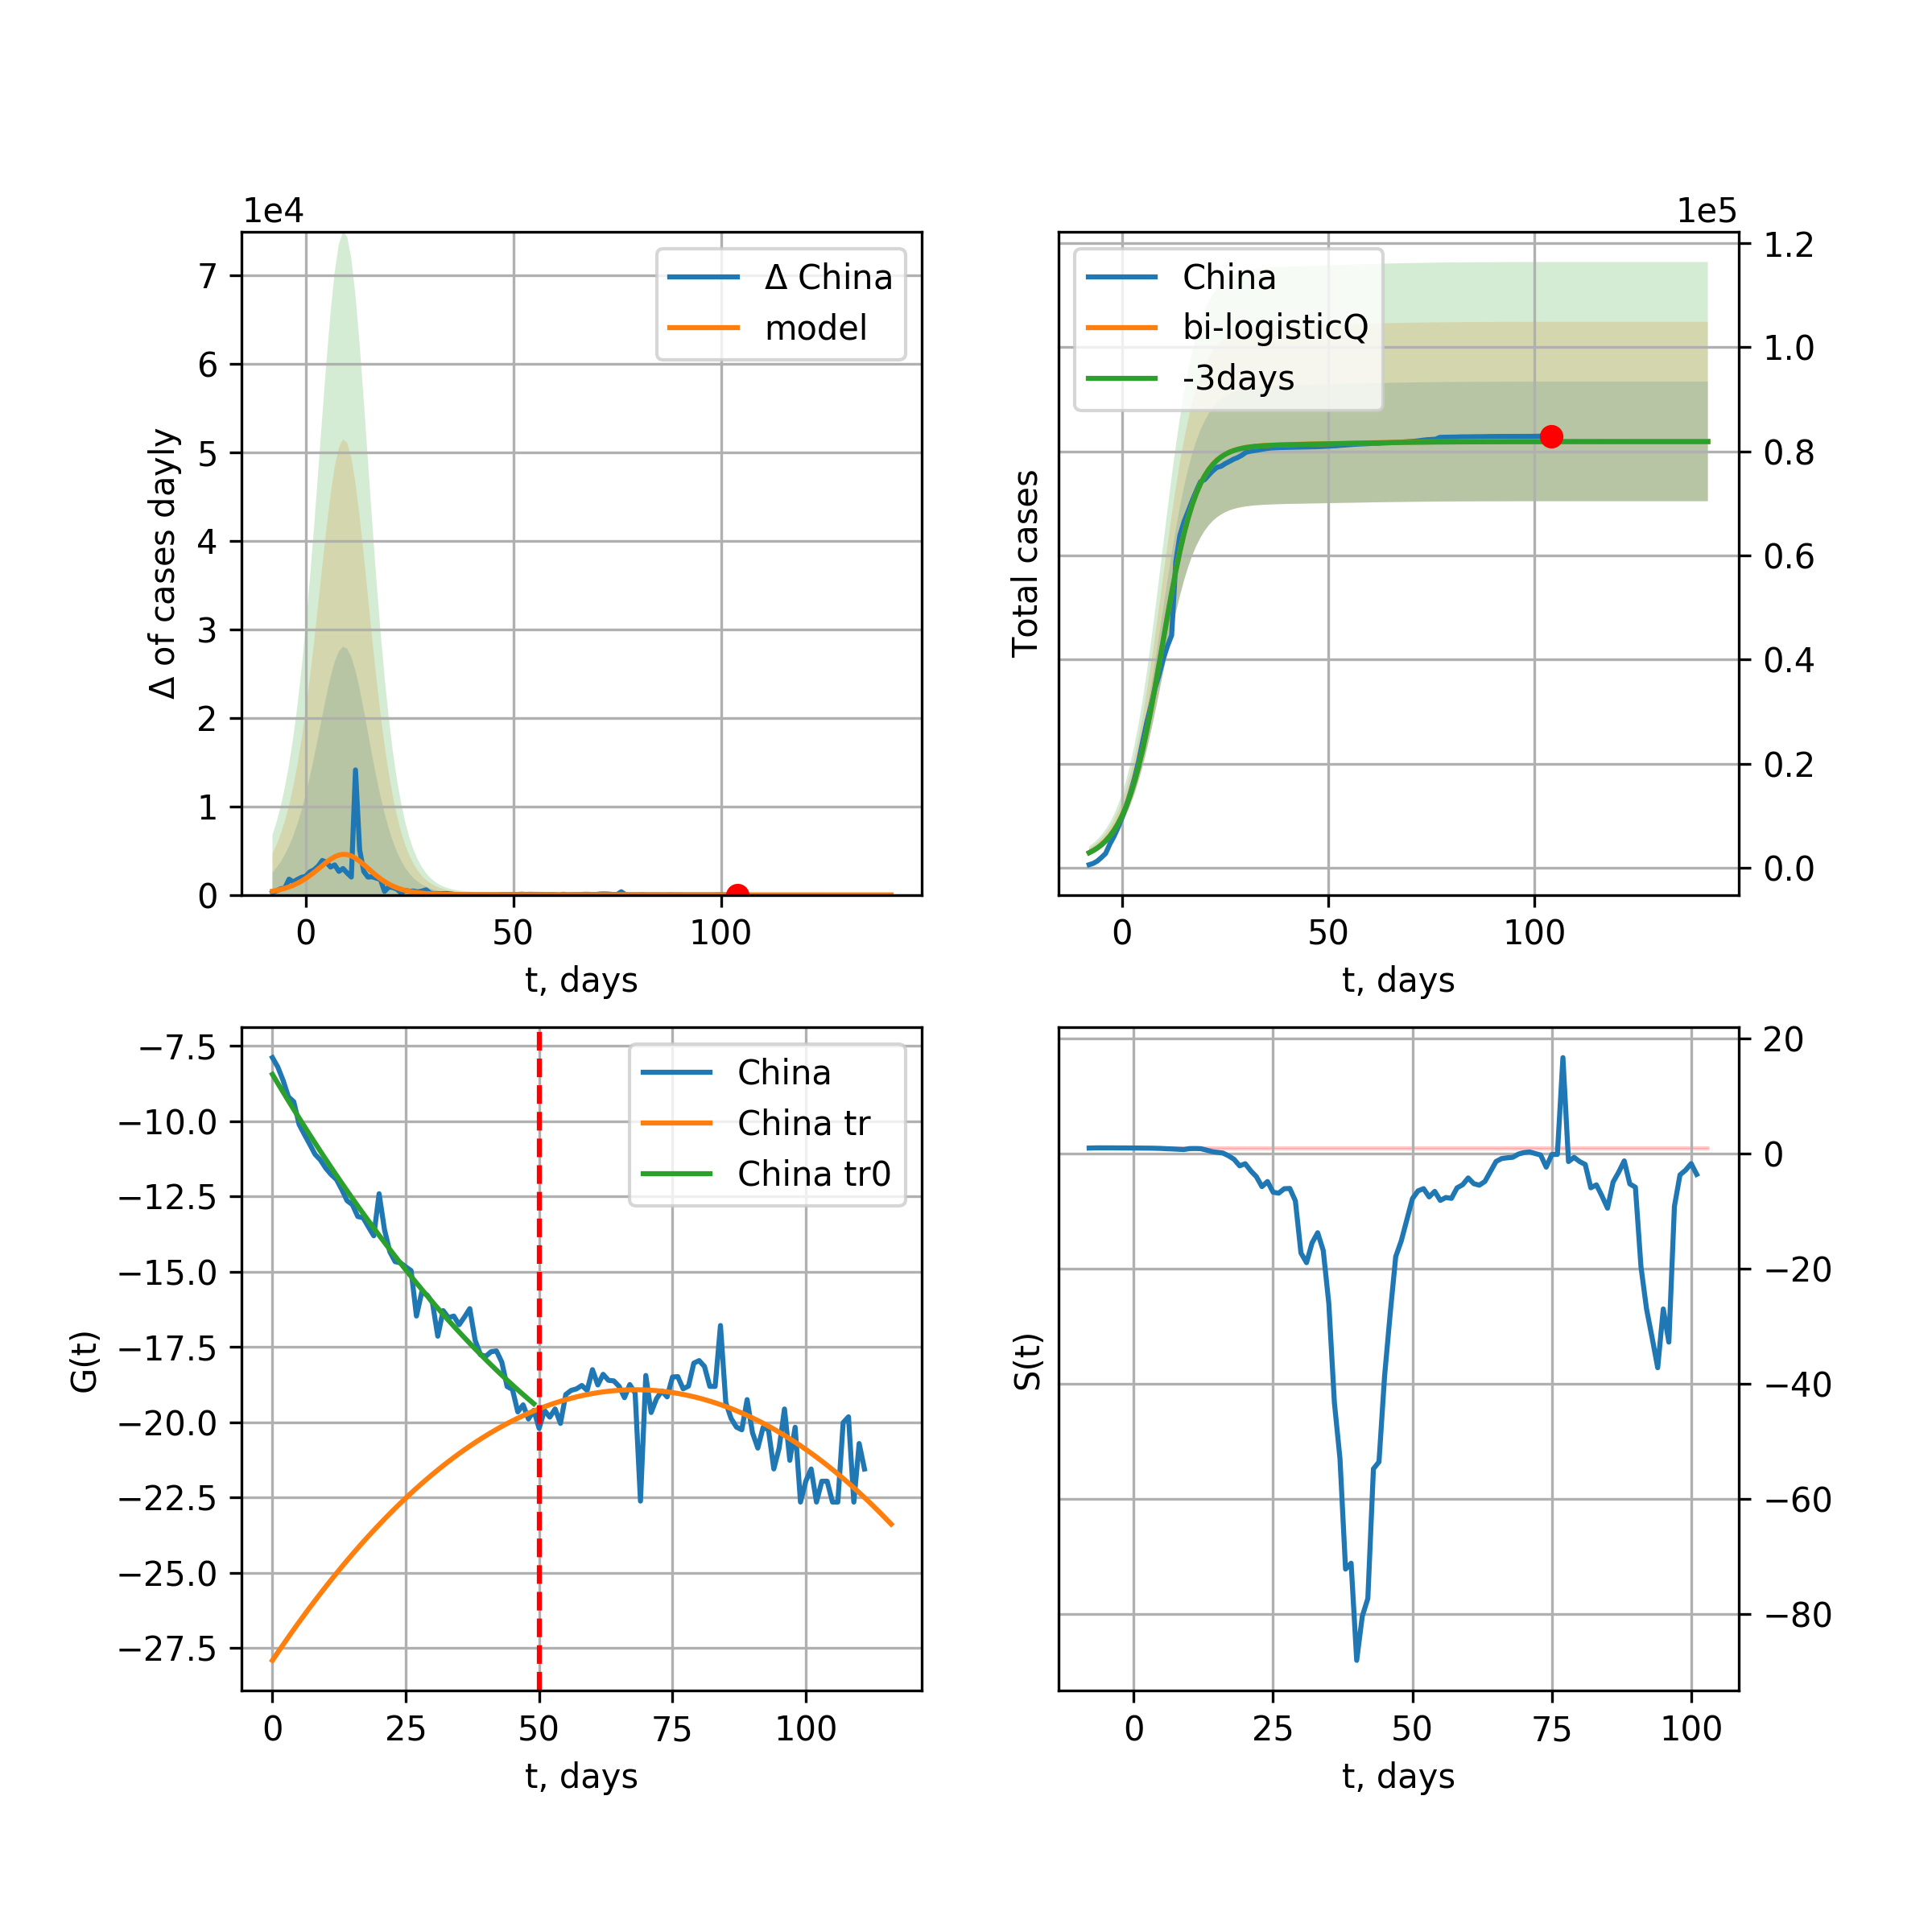 1e4
7
6
5
4
3
2
1
0
Δ of cases dayly
Δ China
model
0 50 100
t, days
1e5
1.2
1.0
0.8
0.6
0.4
0.2
0.0
Total cases
China
bi-logisticQ
-3days
0 50 100
t, days
−7.5
−10.0
−12.5
−15.0
−17.5
−20.0
−22.5
−25.0
−27.5
G(t)
China
China tr
China tr0
0 25 50 75 100
t, days
20
0
−20
−40
−60
−80
S(t)
0 25 50 75 100
t, days